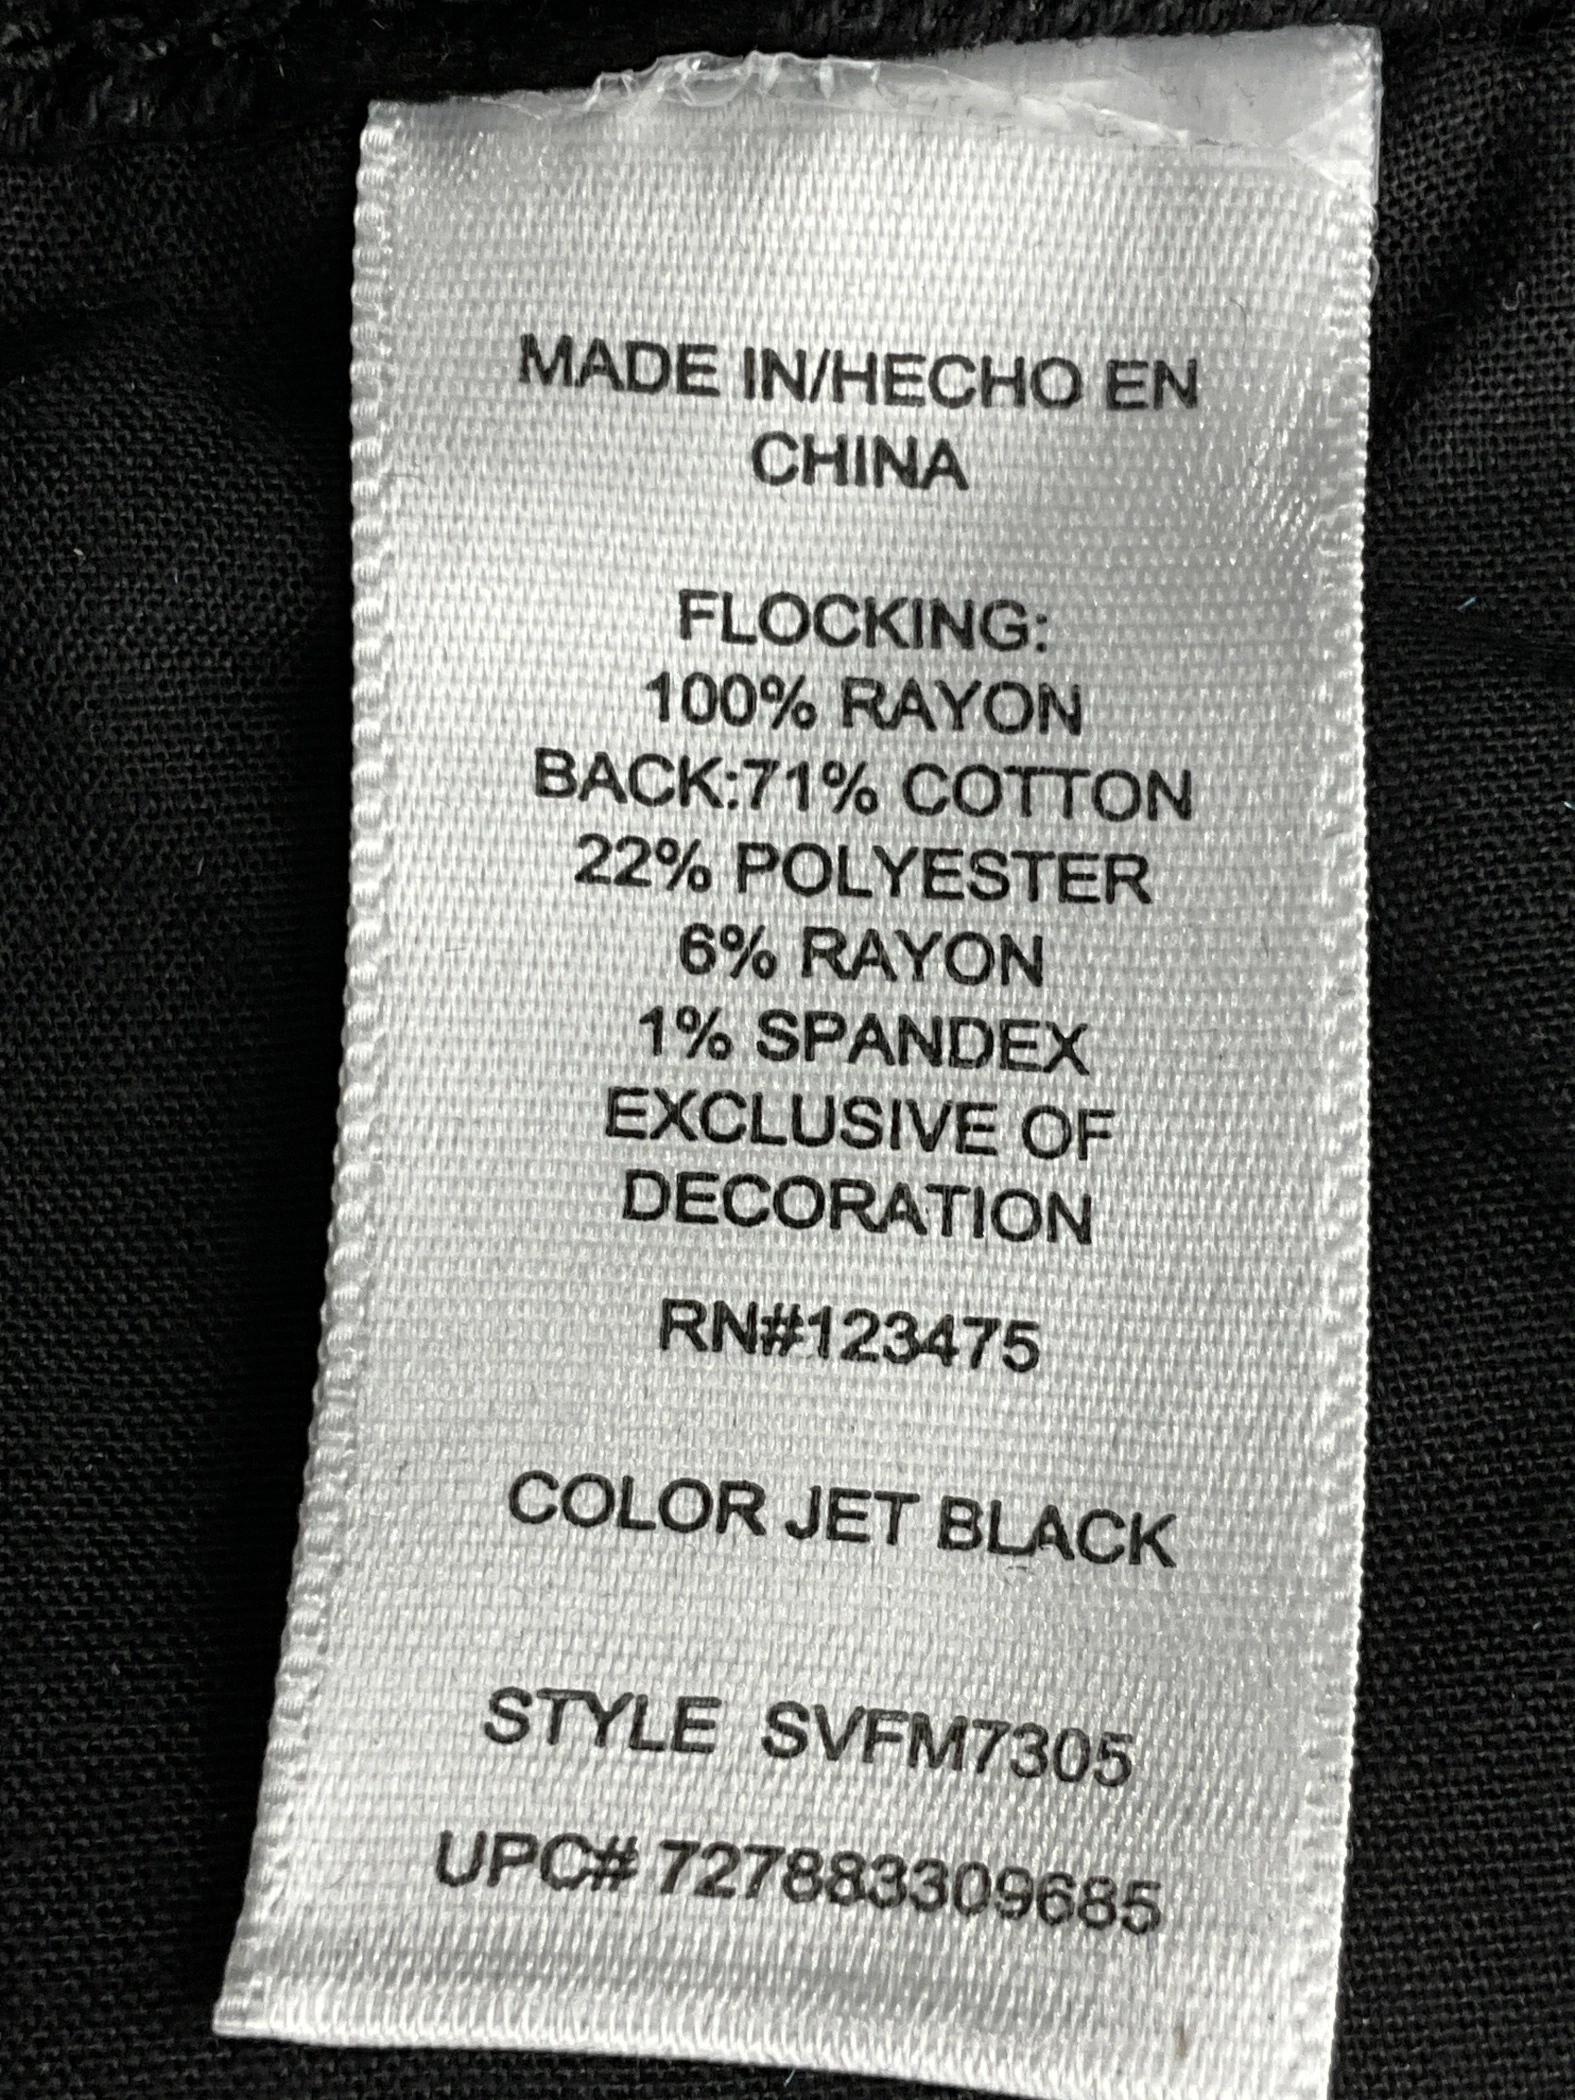 MADE IN/HECHO EN
CHINA
FLOCKING:
100% RAYON
BACK:71% COTTON
22% POLYESTER
6% RAYON
1% SPANDEX
EXCLUSIVE OF
DECORATION
RN#123475
COLOR JET BLACK
STYLE SVFM7305
UPC# 727883309685